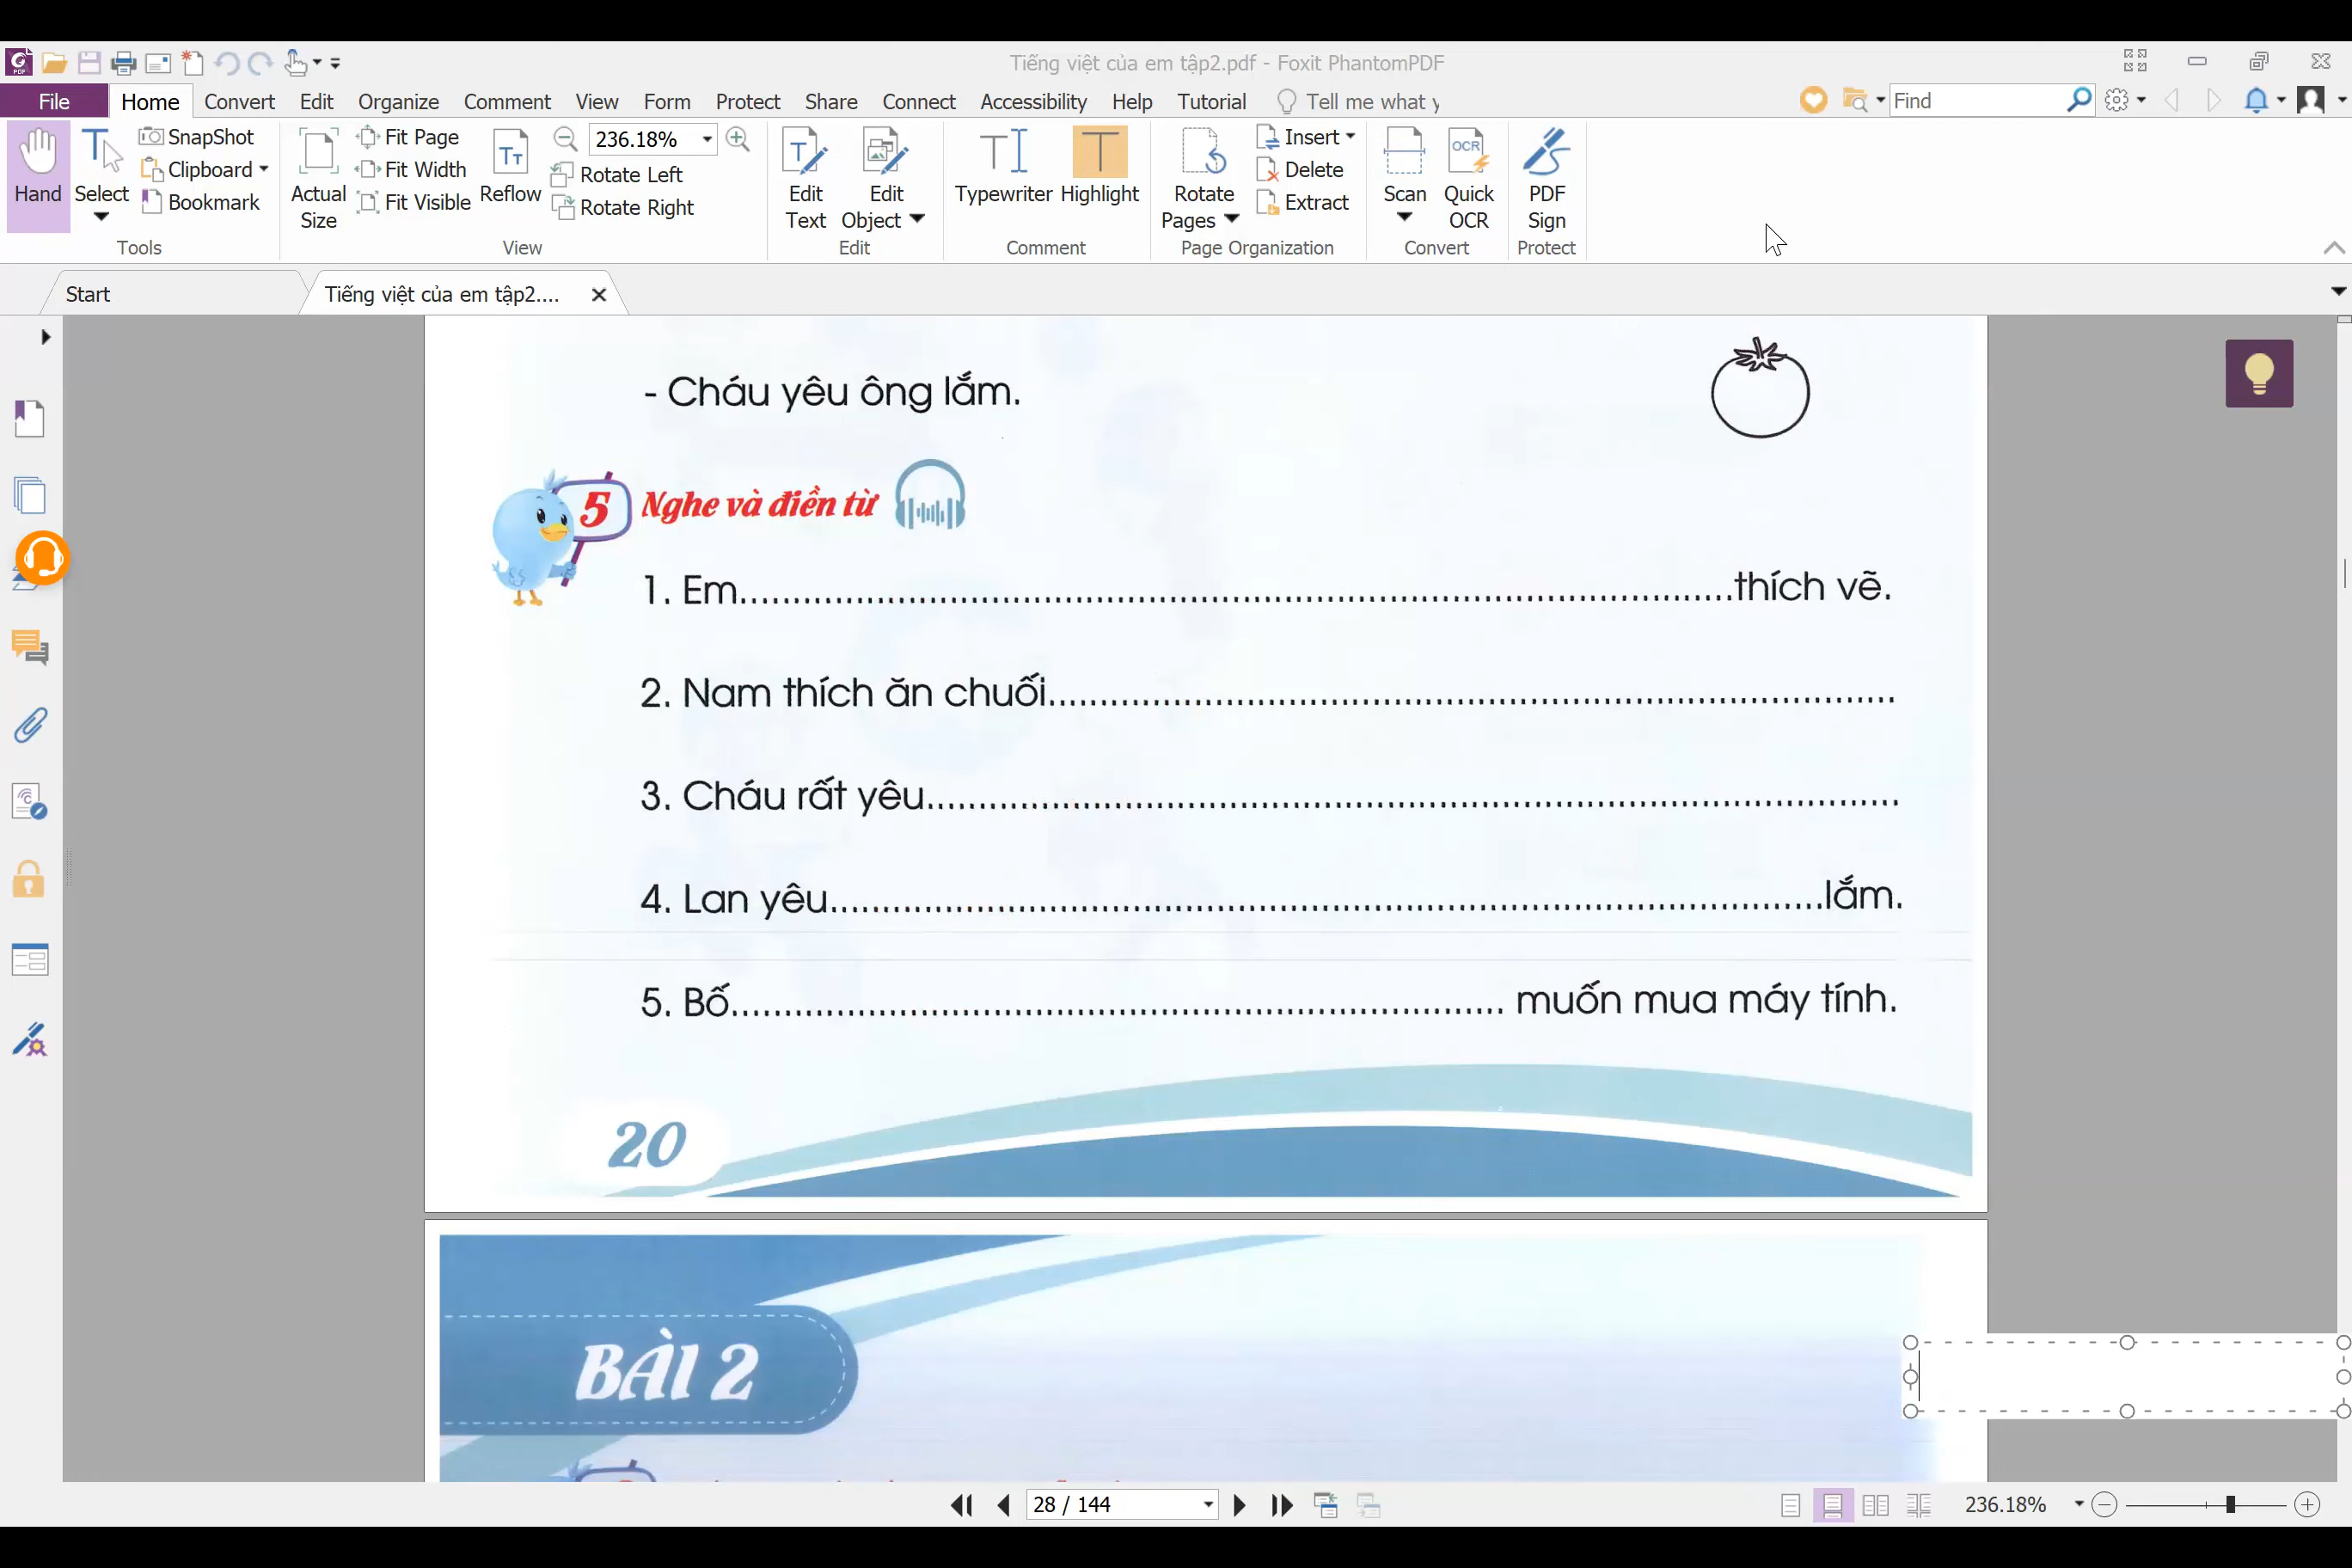 Tiếng việt của em tập2.pdf - Foxit PhantomPDF
File Home Convert Edit Organize Comment View Form Protect Share Connect Accessibility Help Tutorial Tell me what y Find
Hand
Select
SnapShot
Clipboard
Bookmark
Tools
Actual Size
Fit Page
Fit Width
Fit Visible
Reflow
236.18%
Rotate Left
Rotate Right
View
Edit Text
Edit Object
Edit
Typewriter
Highlight
Comment
Rotate Pages
Insert
Delete
Extract
Page Organization
Scan
Quick OCR
Convert
PDF Sign
Protect
Start
Tiếng việt của em tập2....
- Cháu yêu ông lắm.
5 Nghe và điền từ
1. Em..........thích vẽ.
2. Nam thích ăn chuối..........
3. Cháu rất yêu..........
4. Lan yêu..........lắm.
5. Bố.......... muốn mua máy tính.
20
BÀI 2
28 / 144
236.18%